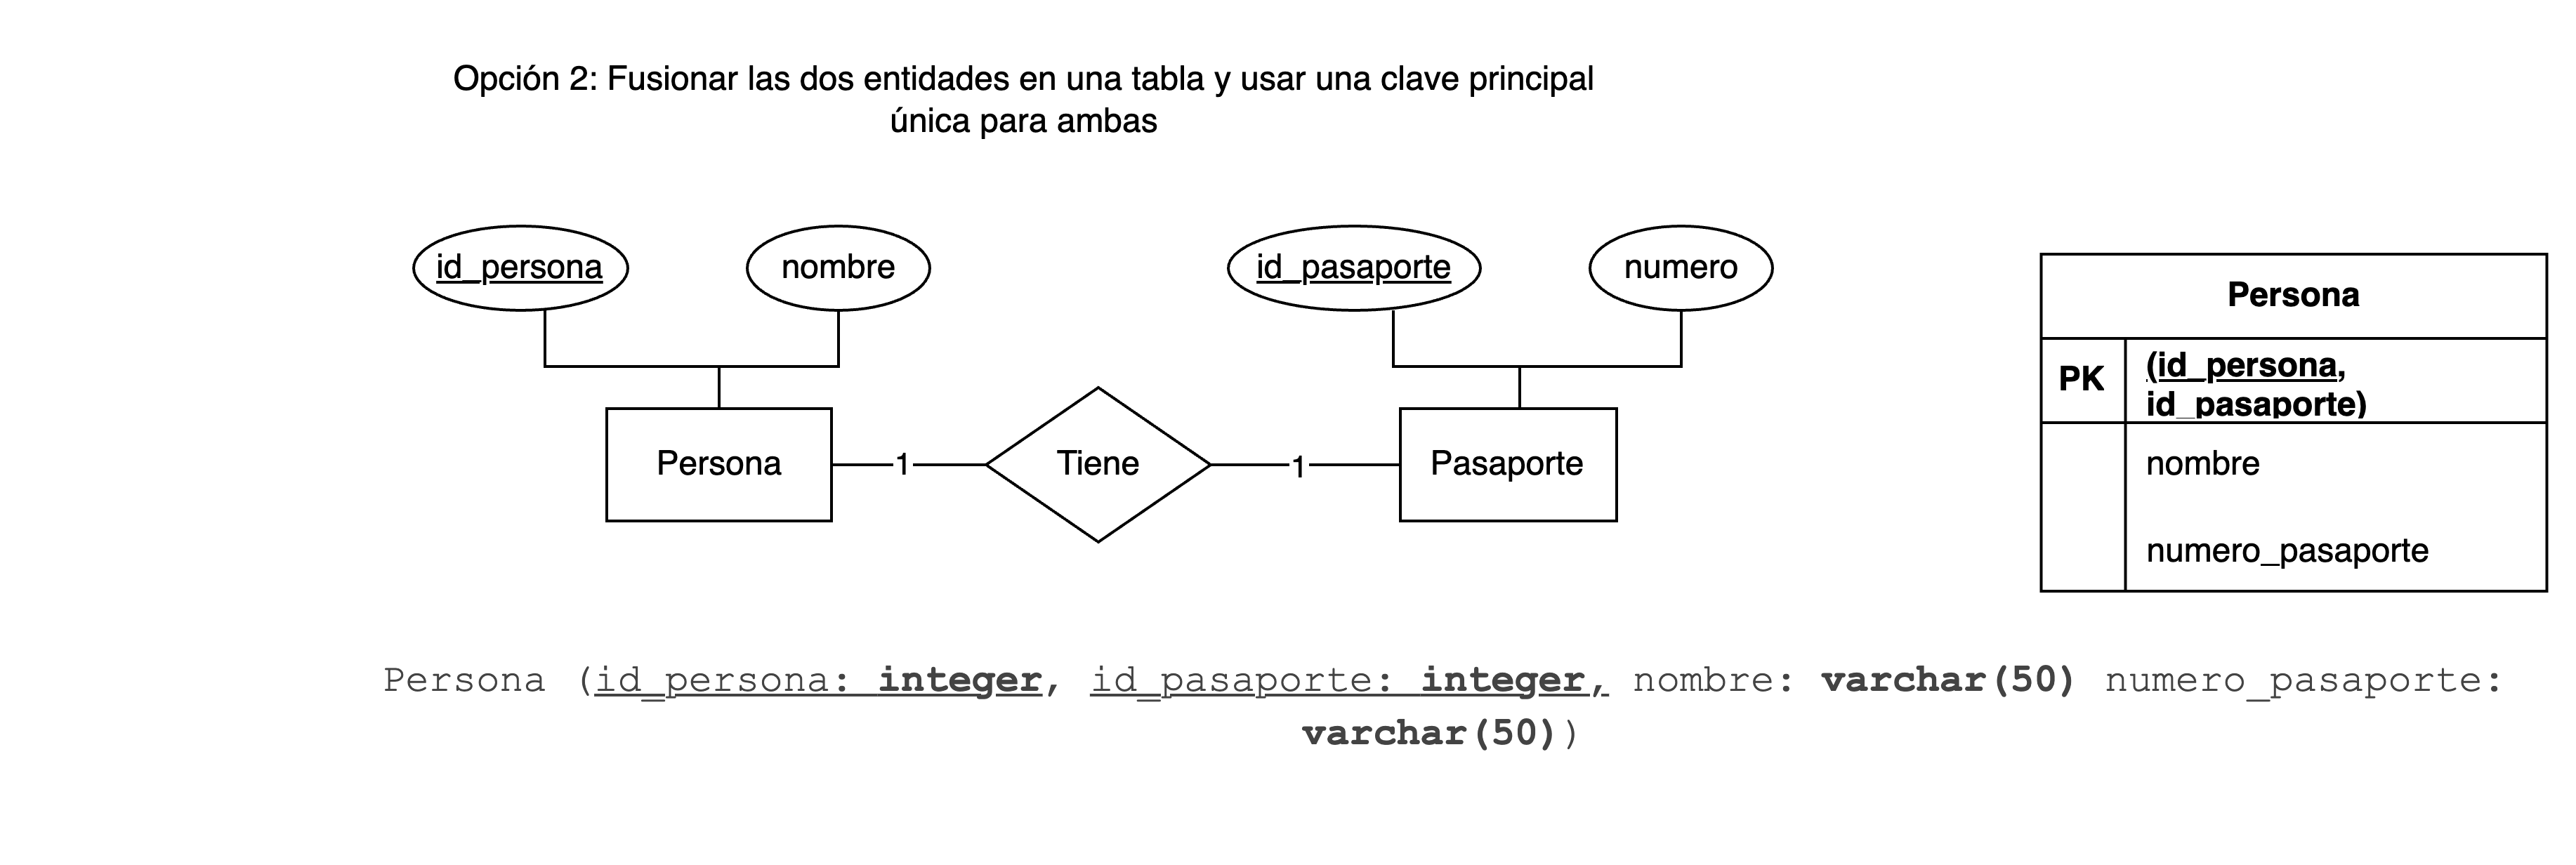 Opción 2: Fusionar las dos entidades en una tabla y usar una clave principal
única para ambas
id_persona
nombre
id_pasaporte
numero
Persona
1
Tiene
1
Pasaporte
Persona
PK
(id_persona,
id_pasaporte)
nombre
numero_pasaporte
Persona (id_persona: integer, id_pasaporte: integer, nombre: varchar(50) numero_pasaporte:
varchar(50))